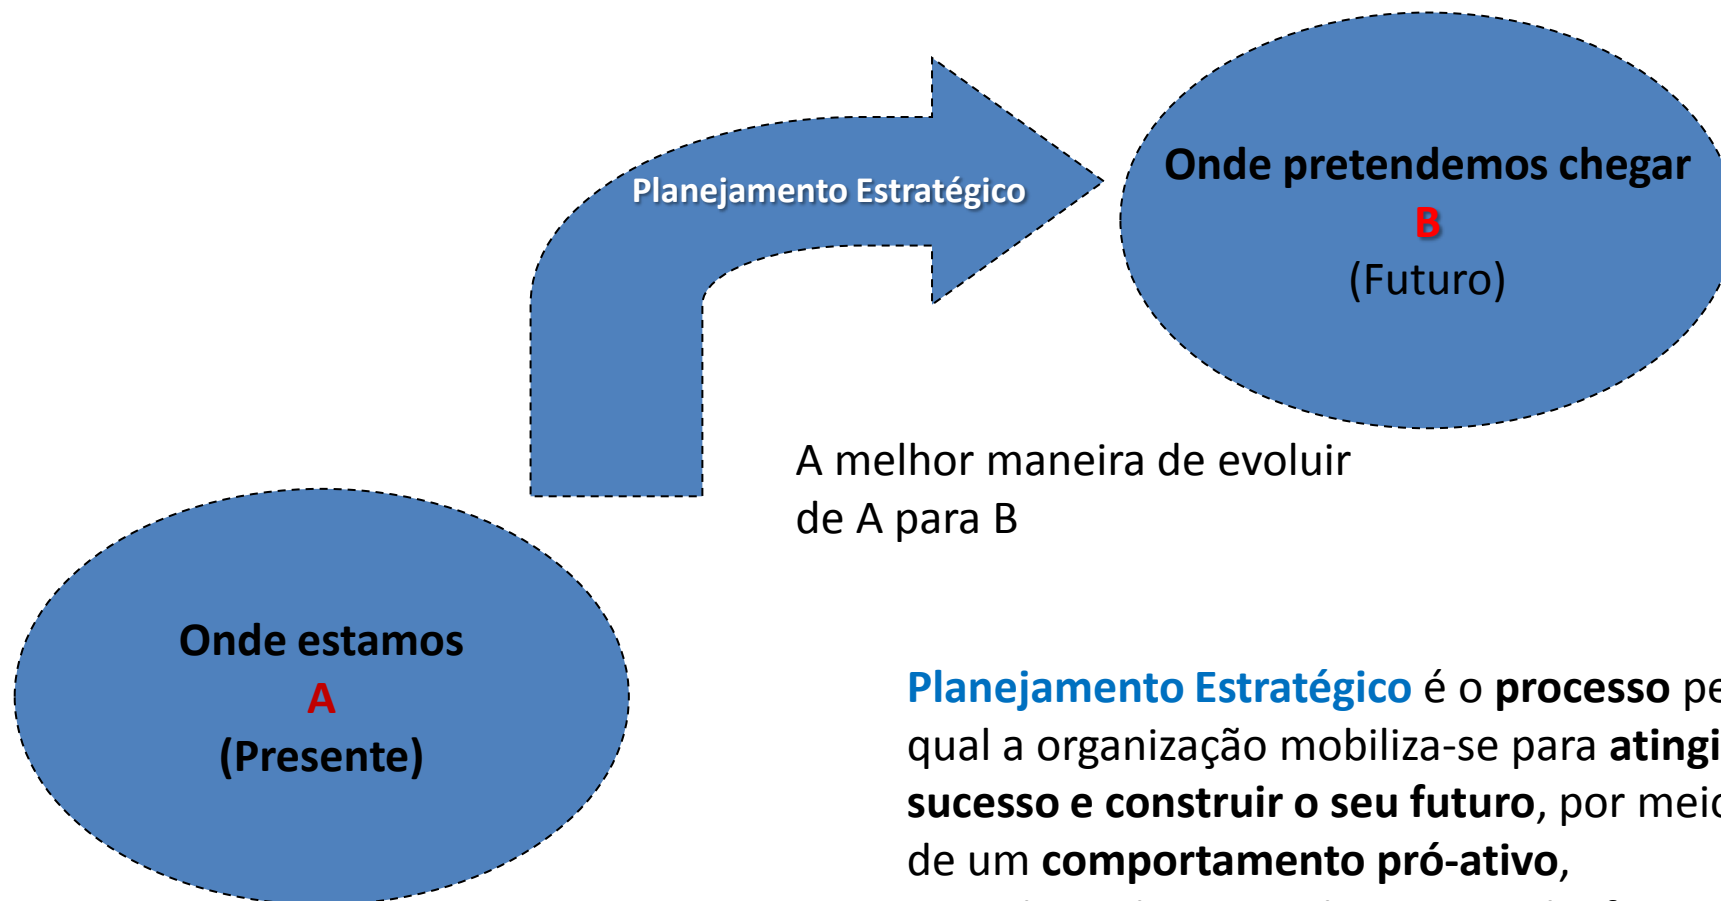 Planejamento Estratégico
Onde pretendemos chegar
B
(Futuro)
A melhor maneira de evoluir
de A para B
Onde estamos
A
(Presente)
Planejamento Estratégico é o processo pe
qual a organização mobiliza-se para atingi
sucesso e construir o seu futuro, por meio
de um comportamento pró-ativo,